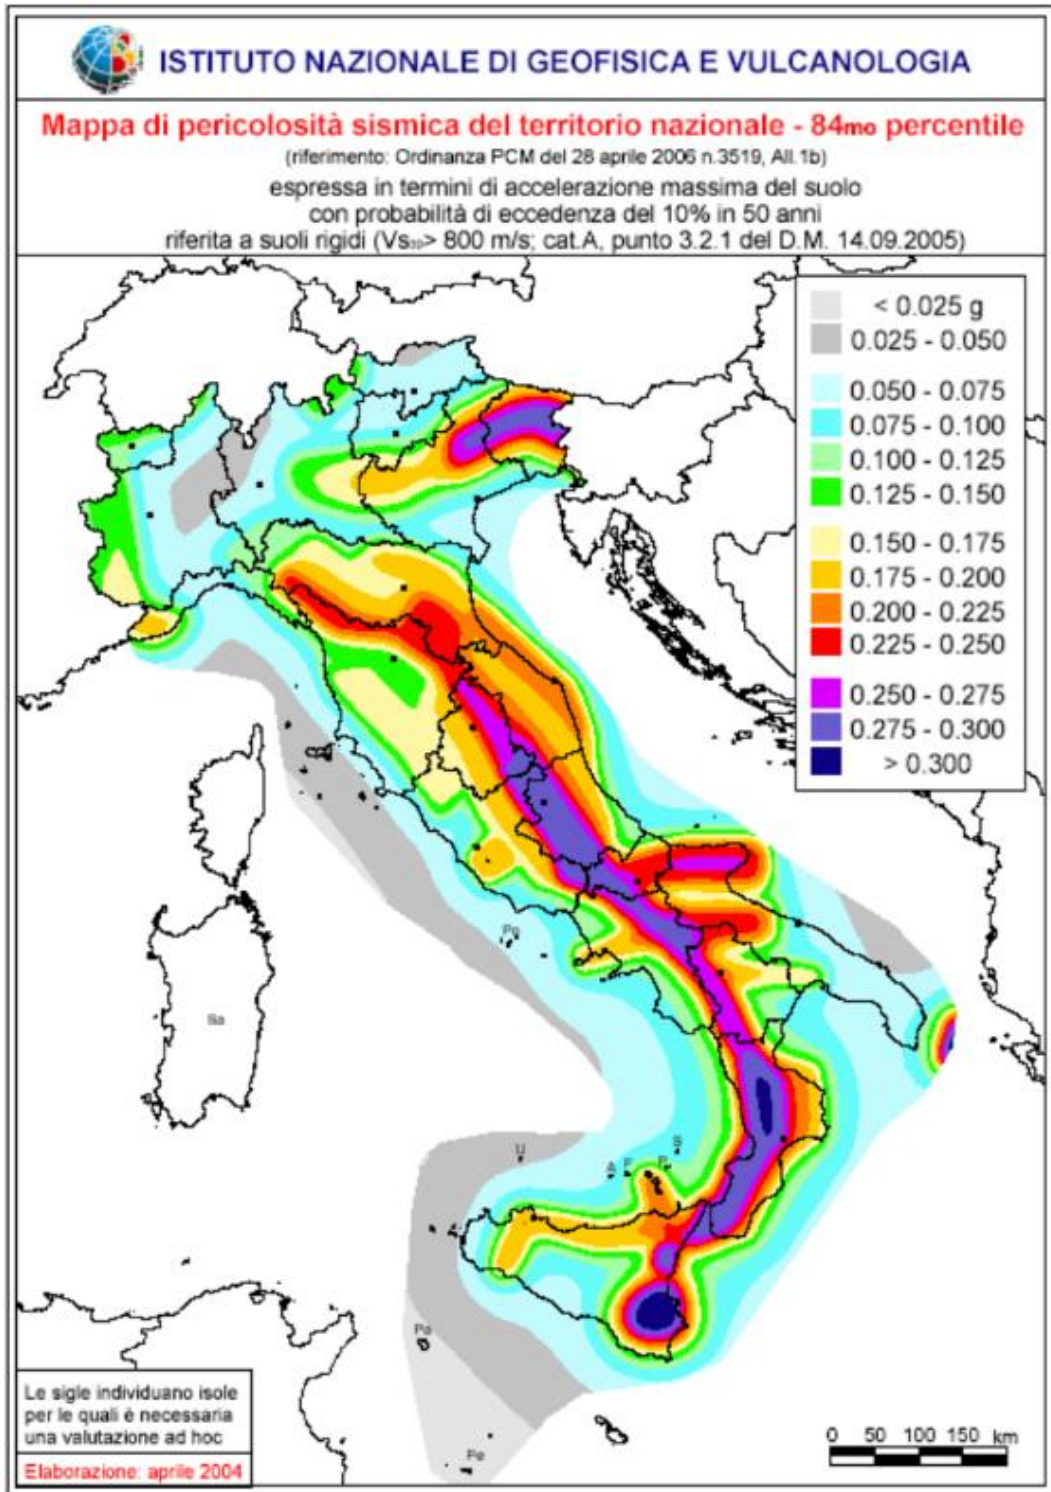 ISTITUTO NAZIONALE DI GEOFISICA E VULCANOLOGIA
Mappa di pericolosità sismica del territorio nazionale - 84mo percentile
(riferimento: Ordinanza PCM del 28 aprile 2006 n.3519, All.1b)
espressa in termini di accelerazione massima del suolo
con probabilità di eccedenza del 10% in 50 anni
riferita a suoli rigidi (Vs₃₀> 800 m/s; cat.A, punto 3.2.1 del D.M. 14.09.2005)
< 0.025 g
0.025 - 0.050
0.050 - 0.075
0.075 - 0.100
0.100 - 0.125
0.125 - 0.150
0.150 - 0.175
0.175 - 0.200
0.200 - 0.225
0.225 - 0.250
0.250 - 0.275
0.275 - 0.300
> 0.300
Po
Sa
S
U
A
F
P
Pa
Pe
Le sigle individuano isole
per le quali è necessaria
una valutazione ad hoc
Elaborazione: aprile 2004
0 50 100 150 km